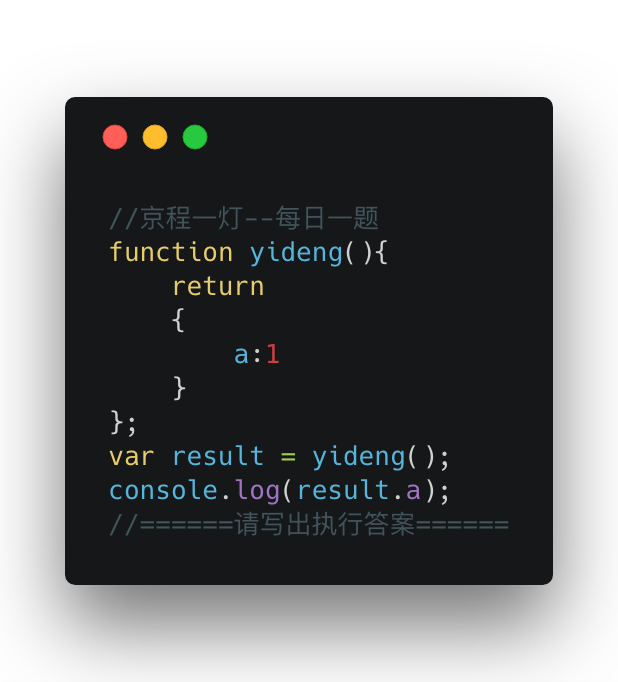 //京程一灯--每日一题
function yideng(){
    return
    {
        a:1
    }
};
var result = yideng();
console.log(result.a);
//======请写出执行答案======